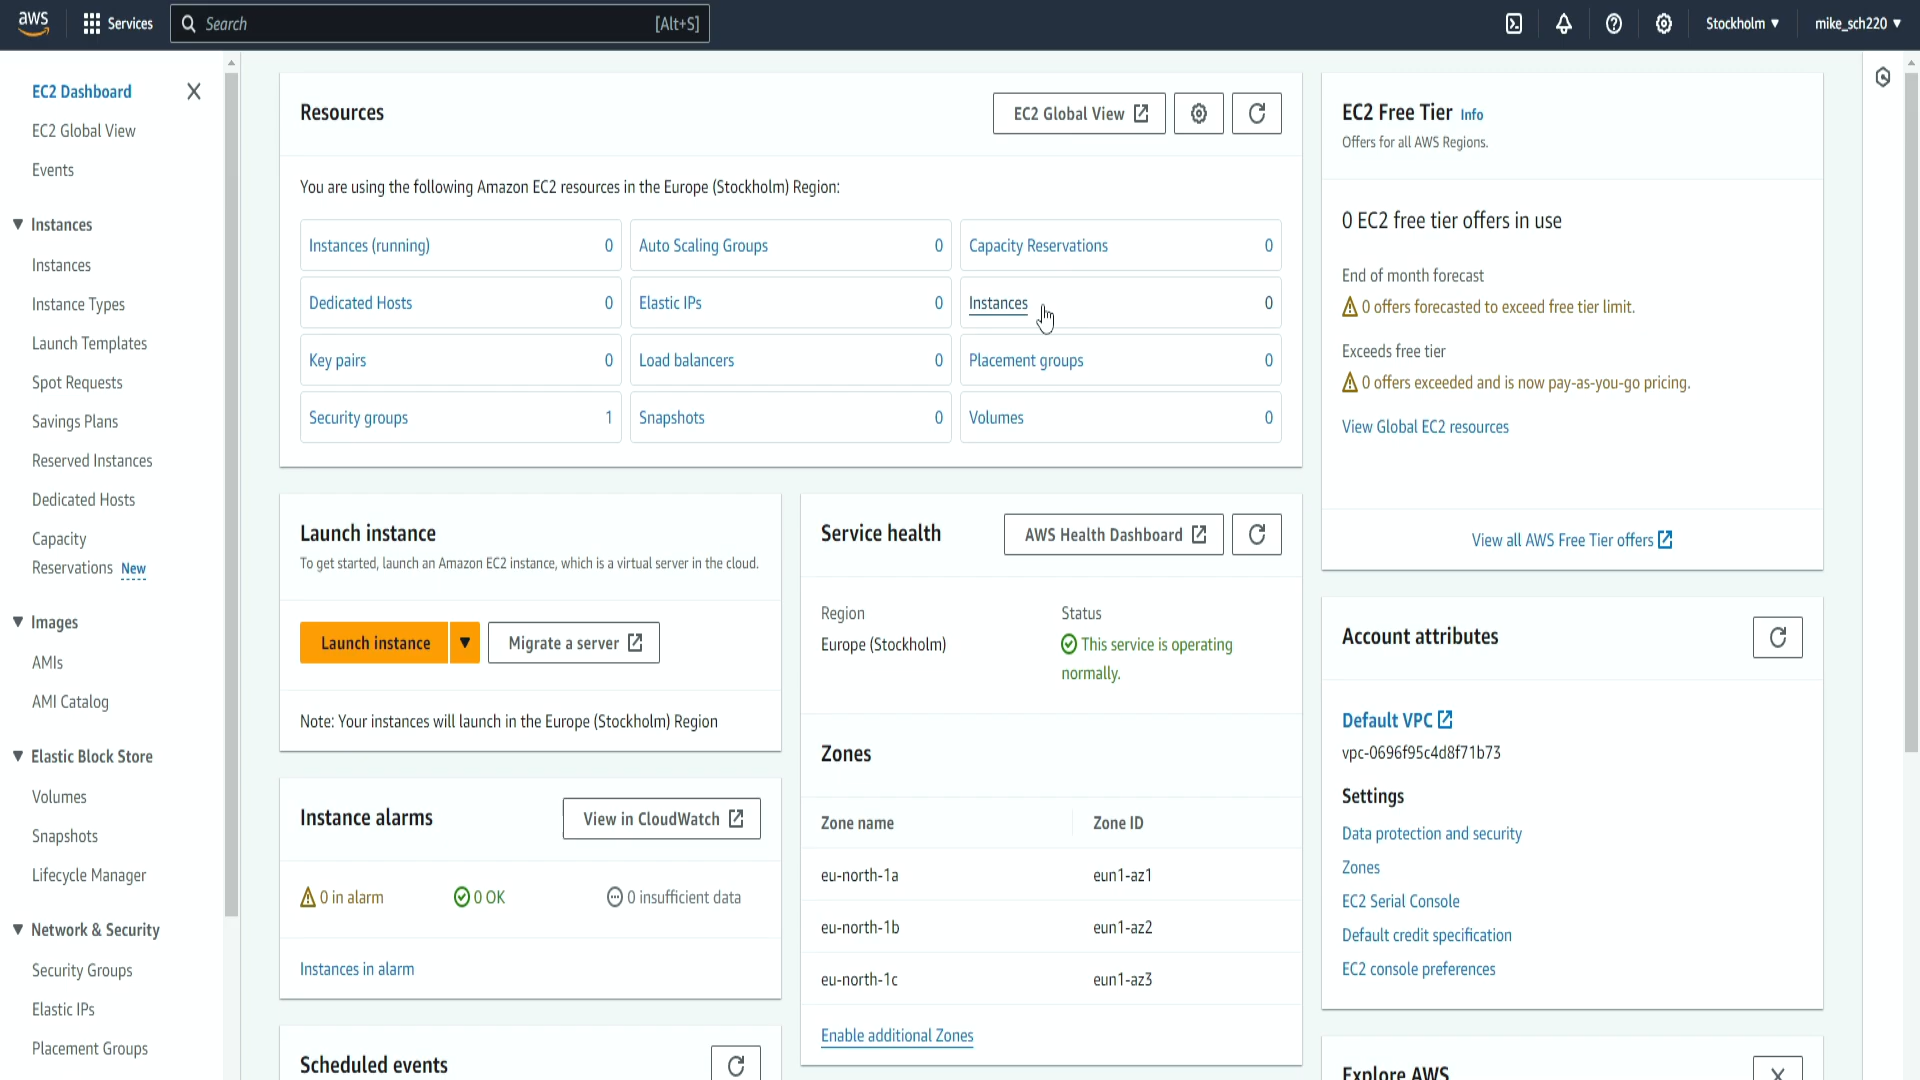 aws
Services
Search
[Alt+S]
Stockholm ▼
mike_sch220 ▼
EC2 Dashboard
EC2 Global View
Events
Instances
Instances
Instance Types
Launch Templates
Spot Requests
Savings Plans
Reserved Instances
Dedicated Hosts
Capacity
Reservations New
Images
AMIs
AMI Catalog
Elastic Block Store
Volumes
Snapshots
Lifecycle Manager
Network & Security
Security Groups
Elastic IPs
Placement Groups
Resources
EC2 Global View
You are using the following Amazon EC2 resources in the Europe (Stockholm) Region:
Instances (running) 0
Auto Scaling Groups 0
Capacity Reservations 0
Dedicated Hosts 0
Elastic IPs 0
Instances 0
Key pairs 0
Load balancers 0
Placement groups 0
Security groups 1
Snapshots 0
Volumes 0
Launch instance
To get started, launch an Amazon EC2 instance, which is a virtual server in the cloud.
Launch instance
Migrate a server
Note: Your instances will launch in the Europe (Stockholm) Region
Instance alarms
View in CloudWatch
0 in alarm
0 OK
0 insufficient data
Instances in alarm
Scheduled events
Service health
AWS Health Dashboard
Region
Europe (Stockholm)
Status
This service is operating
normally.
Zones
Zone name
Zone ID
eu-north-1a
eun1-az1
eu-north-1b
eun1-az2
eu-north-1c
eun1-az3
Enable additional Zones
EC2 Free Tier Info
Offers for all AWS Regions.
0 EC2 free tier offers in use
End of month forecast
0 offers forecasted to exceed free tier limit.
Exceeds free tier
0 offers exceeded and is now pay-as-you-go pricing.
View Global EC2 resources
View all AWS Free Tier offers
Account attributes
Default VPC
vpc-0696f95c4d8f71b73
Settings
Data protection and security
Zones
EC2 Serial Console
Default credit specification
EC2 console preferences
Explore AWS